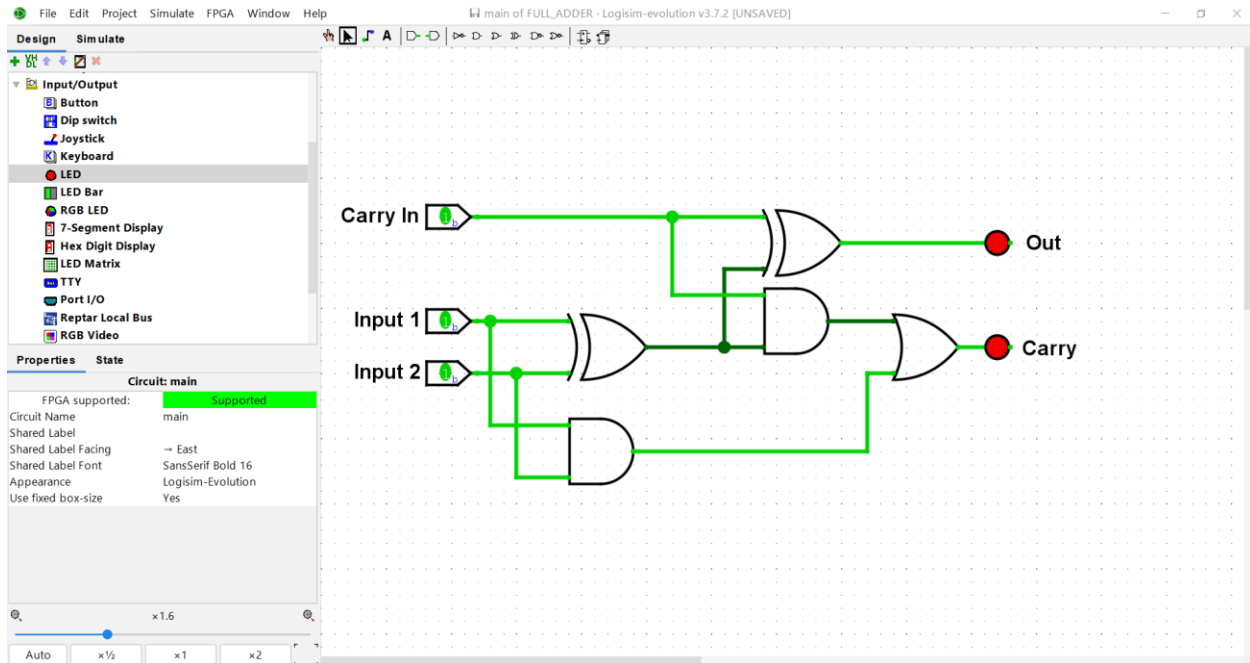 File Edit Project Simulate FPGA Window Help
main of FULL_ADDER - Logisim-evolution v3.7.2 [UNSAVED]
Design Simulate
A
Input/Output
Button
Dip switch
Joystick
Keyboard
LED
LED Bar
RGB LED
7-Segment Display
Hex Digit Display
LED Matrix
TTY
Port I/O
Reptar Local Bus
RGB Video
Properties State
Circuit: main
FPGA supported: Supported
Circuit Name main
Shared Label
Shared Label Facing → East
Shared Label Font SansSerif Bold 16
Appearance Logisim-Evolution
Use fixed box-size Yes
×1.6
Auto ×½ ×1 ×2
Carry In 1 b
Out
Input 1 1 b
Carry
Input 2 1 b